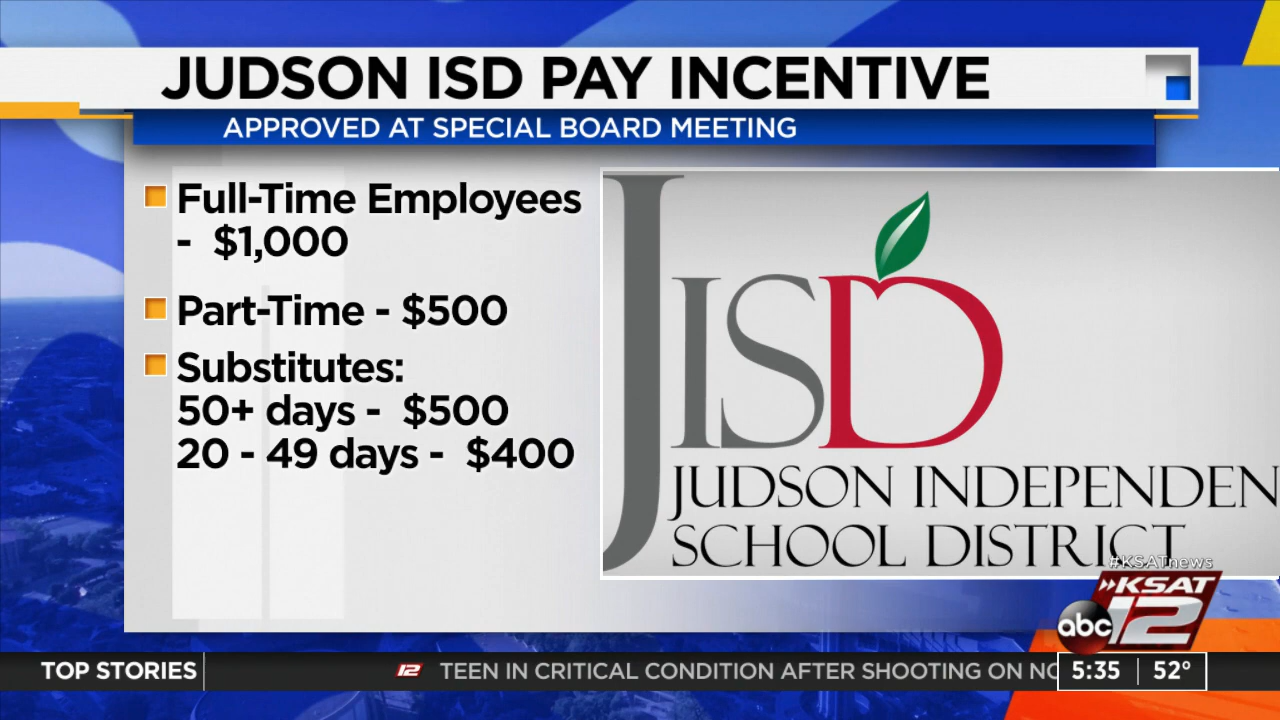 JUDSON ISD PAY INCENTIVE
APPROVED AT SPECIAL BOARD MEETING
Full-Time Employees
- $1,000
Part-Time - $500
Substitutes:
50+ days - $500
20 - 49 days - $400
JISD
JUDSON INDEPENDEN
SCHOOL DISTRICT
#KSATnews
KSAT
abc 12
TOP STORIES
12 TEEN IN CRITICAL CONDITION AFTER SHOOTING ON
5:35 52°